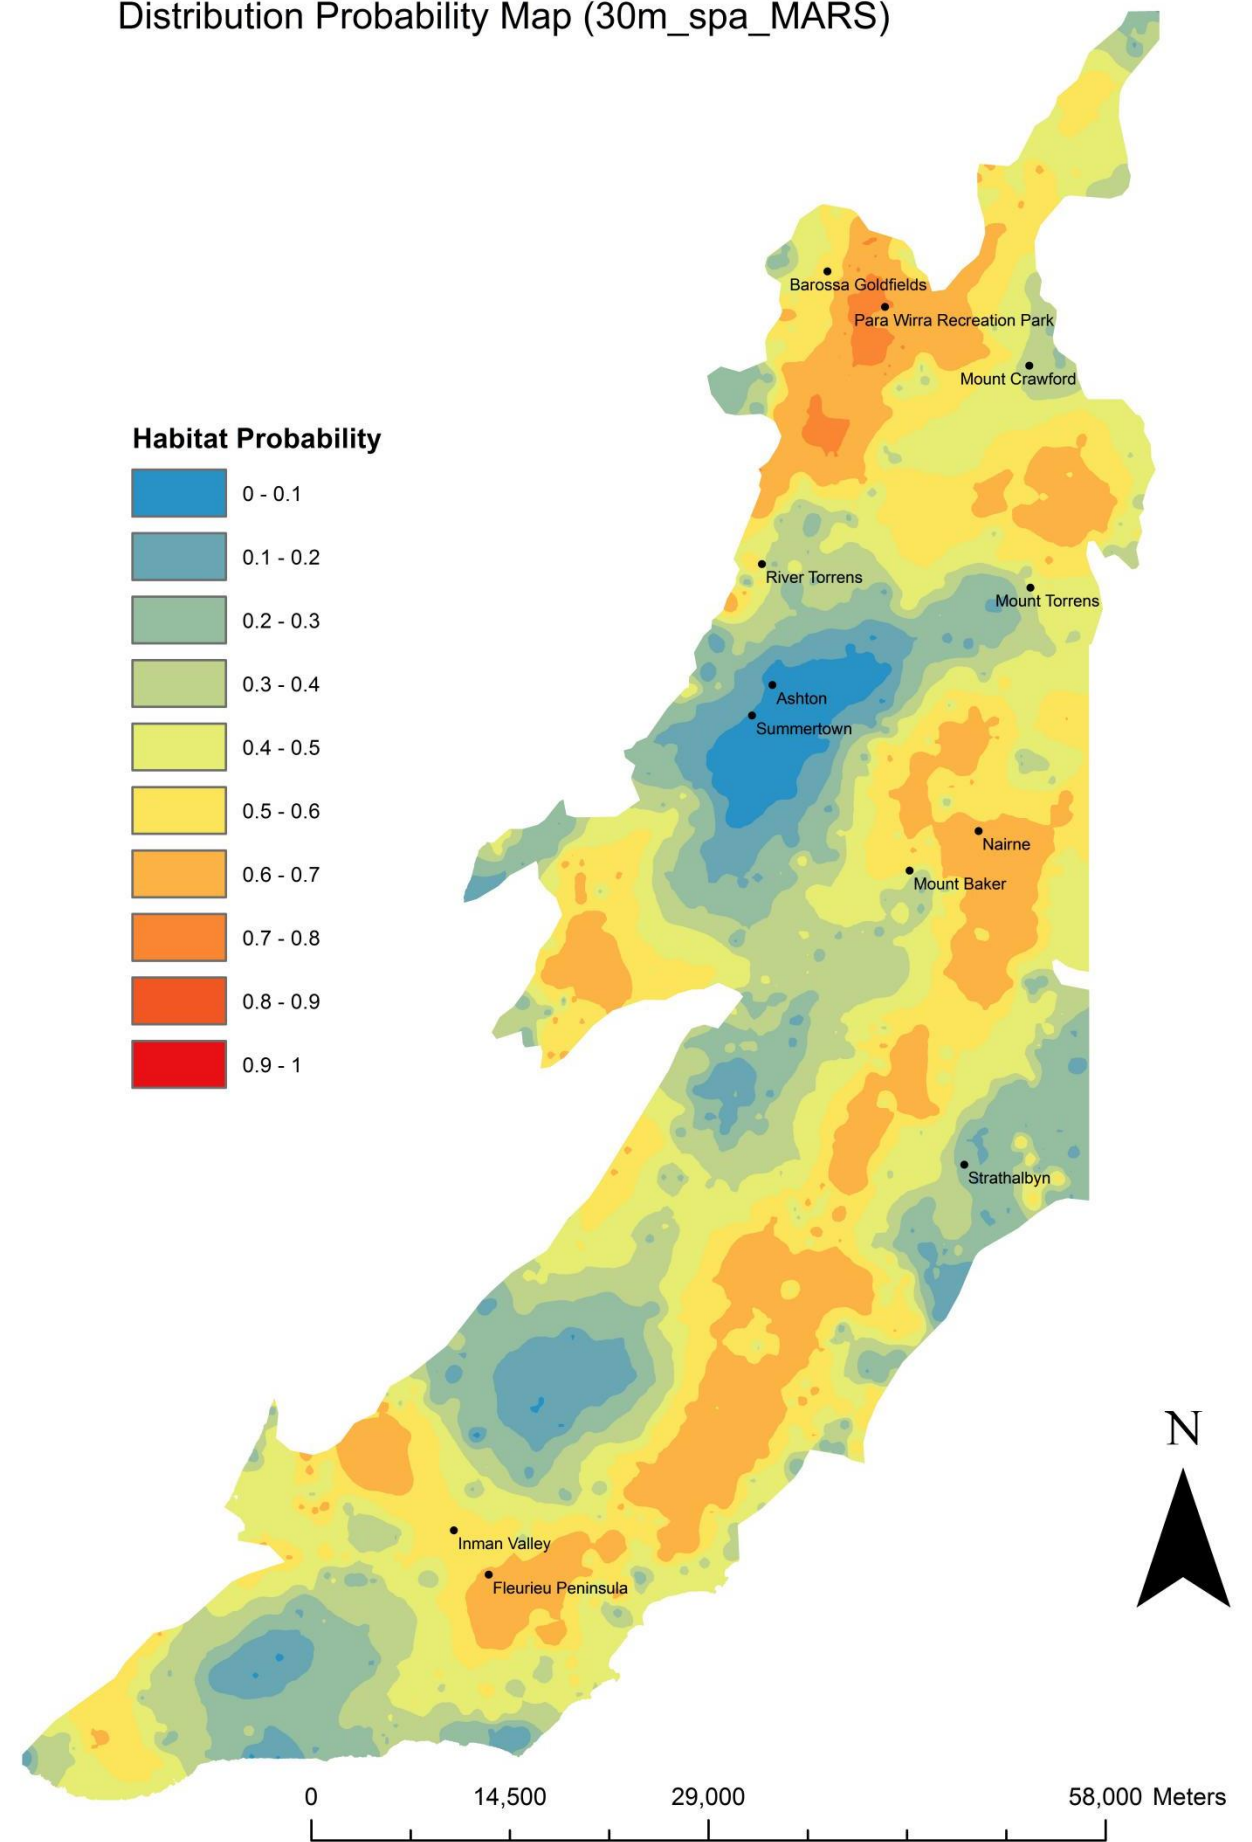 Distribution Probability Map (30m_spa_MARS)
Barossa Goldfields
Para Wirra Recreation Park
Mount Crawford
Habitat Probability
0 - 0.1
0.1 - 0.2
0.2 - 0.3
0.3 - 0.4
0.4 - 0.5
0.5 - 0.6
0.6 - 0.7
0.7 - 0.8
0.8 - 0.9
0.9 - 1
River Torrens
Mount Torrens
Ashton
Summertown
Nairne
Mount Baker
Strathalbyn
N
Inman Valley
Fleurieu Peninsula
0 14,500 29,000 58,000 Meters